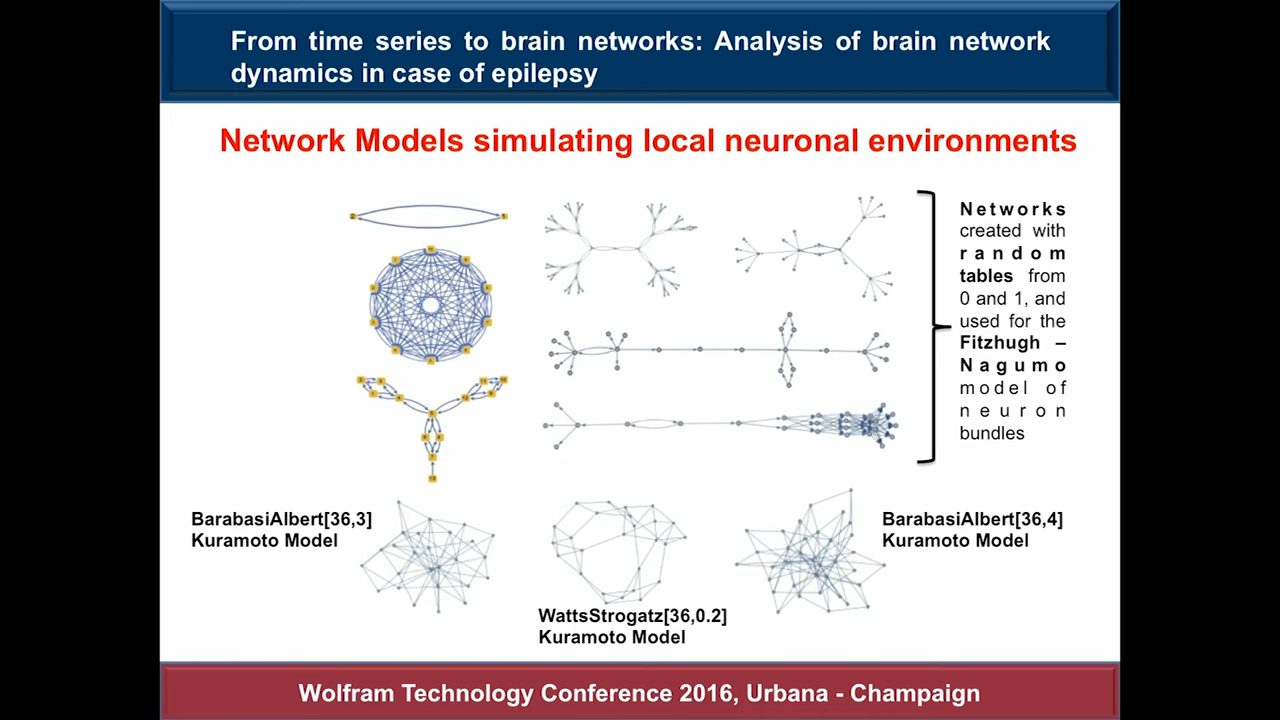 From time series to brain networks: Analysis of brain network
dynamics in case of epilepsy
Network Models simulating local neuronal environments
Networks
created with
random
tables from
0 and 1, and
used for the
Fitzhugh –
Nagumo
model of
neuron
bundles
BarabasiAlbert[36,3]
Kuramoto Model
BarabasiAlbert[36,4]
Kuramoto Model
WattsStrogatz[36,0.2]
Kuramoto Model
Wolfram Technology Conference 2016, Urbana - Champaign